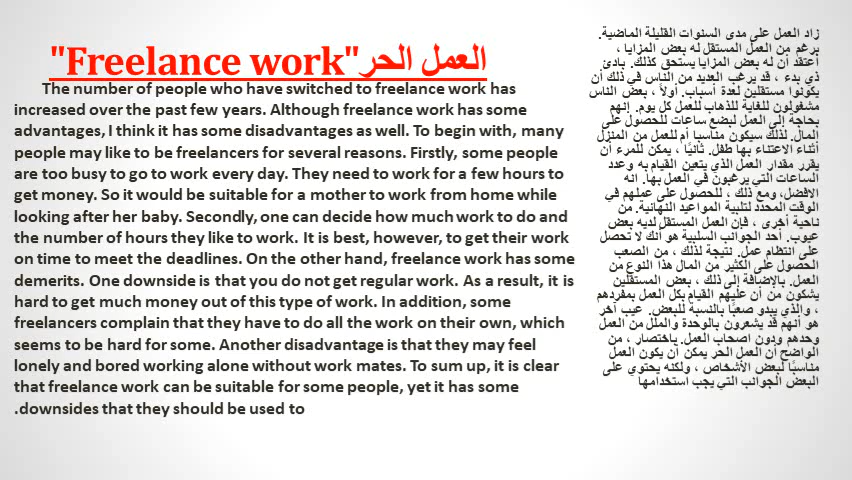 "Freelance work"العمل الحر
The number of people who have switched to freelance work has
increased over the past few years. Although freelance work has some
advantages, I think it has some disadvantages as well. To begin with, many
people may like to be freelancers for several reasons. Firstly, some people
are too busy to go to work every day. They need to work for a few hours to
get money. So it would be suitable for a mother to work from home while
looking after her baby. Secondly, one can decide how much work to do and
the number of hours they like to work. It is best, however, to get their work
on time to meet the deadlines. On the other hand, freelance work has some
demerits. One downside is that you do not get regular work. As a result, it is
hard to get much money out of this type of work. In addition, some
freelancers complain that they have to do all the work on their own, which
seems to be hard for some. Another disadvantage is that they may feel
lonely and bored working alone without work mates. To sum up, it is clear
that freelance work can be suitable for some people, yet it has some
.downsides that they should be used to
زاد العمل على مدى السنوات القليلة الماضية.
برغم من العمل المستقل له بعض المزايا ،
أعتقد أن له بعض المزايا يستحق كذلك. بادئ
ذي بدء ، قد يرغب العديد من الناس في ذلك أن
يكونوا مستقلين لعدة أسباب. أولاً ، بعض الناس
مشغولون للغاية للذهاب للعمل كل يوم. إنهم
بحاجة إلى العمل لبضع ساعات للحصول على
المال. لذلك سيكون مناسبا أم للعمل من المنزل
أثناء الاعتناء بها طفل. ثانيًا ، يمكن للمرء أن
يقرر مقدار العمل الذي يتعين القيام به وعدد
الساعات التي يرغبون في العمل بها. انه
الافضل، ومع ذلك ، للحصول على عملهم في
الوقت المحدد لتلبية المواعيد النهائية. من
ناحية أخرى ، فإن العمل المستقل لديه بعض
عيوب. أحد الجوانب السلبية هو أنك لا تحصل
على انتظام عمل. نتيجة لذلك ، من الصعب
الحصول على الكثير من المال هذا النوع من
العمل. بالإضافة إلى ذلك ، بعض المستقلين
يشكون من أن عليهم القيام بكل العمل بمفردهم
، والذي يبدو صعبًا بالنسبة للبعض. عيب آخر
هو أنهم قد يشعرون بالوحدة والملل من العمل
وحدهم وبدون اصحاب العمل. باختصار ، من
الواضح أن العمل الحر يمكن أن يكون العمل
مناسبًا لبعض الأشخاص ، ولكنه يحتوي على
البعض الجوانب التي يجب استخدامها